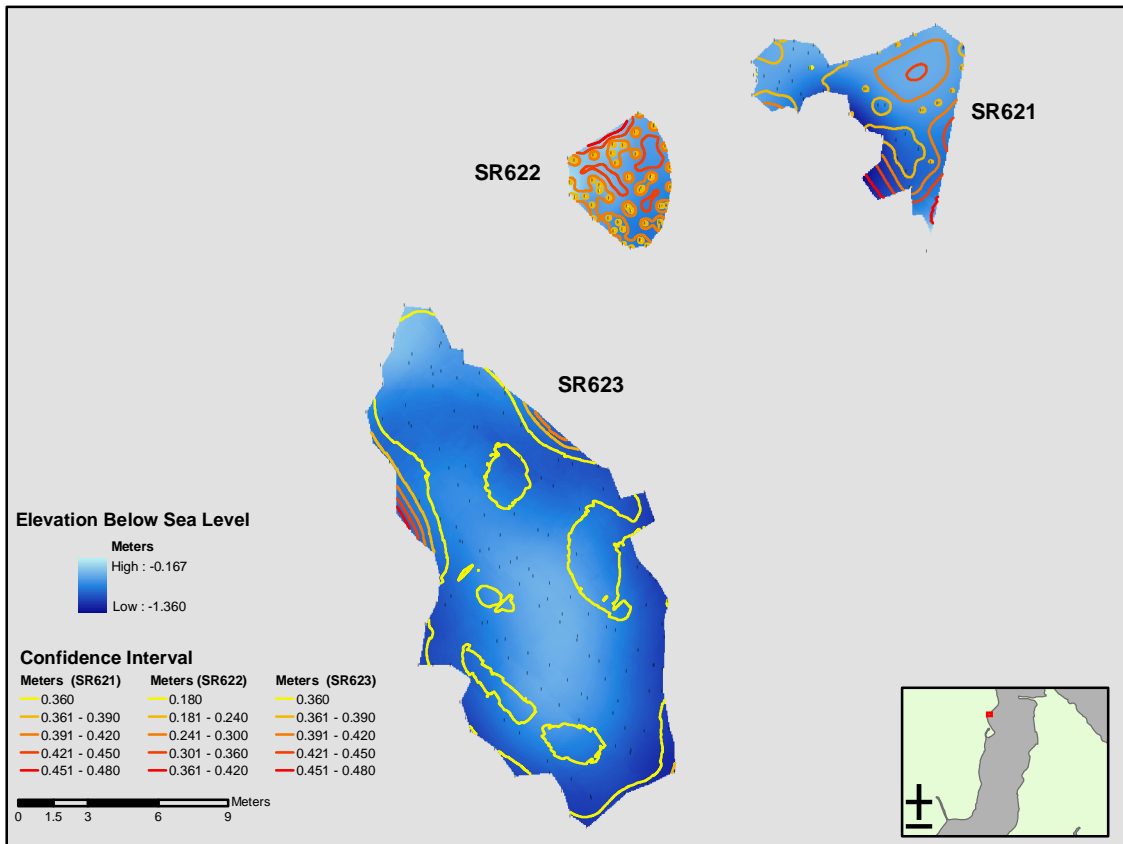 SR621
SR622
SR623
Elevation Below Sea Level
Meters
High : -0.167
Low : -1.360
Confidence Interval
Meters (SR621) Meters (SR622) Meters (SR623)
0.360 0.180 0.360
0.361 - 0.390 0.181 - 0.240 0.361 - 0.390
0.391 - 0.420 0.241 - 0.300 0.391 - 0.420
0.421 - 0.450 0.301 - 0.360 0.421 - 0.450
0.451 - 0.480 0.361 - 0.420 0.451 - 0.480
Meters
0 1.5 3 6 9